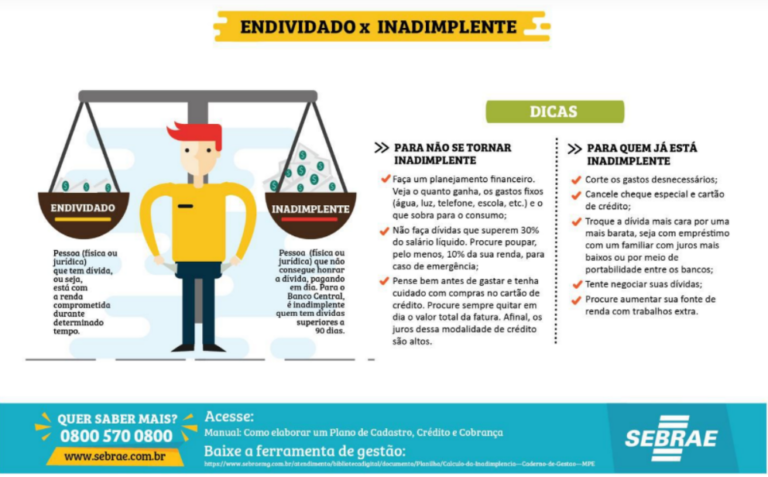 ENDIVIDADO x INADIMPLENTE
ENDIVIDADO
Pessoa (física ou
jurídica)
que tem dívida,
ou seja,
está com
a renda
comprometida
durante
determinado
tempo.
INADIMPLENTE
Pessoa (física ou
jurídica) que não
consegue honrar
a dívida, pagando
em dia. Para o
Banco Central,
é inadimplente
quem tem dívidas
superiores a
90 dias.
DICAS
PARA NÃO SE TORNAR
INADIMPLENTE
Faça um planejamento financeiro.
Veja o quanto ganha, os gastos fixos
(água, luz, telefone, escola, etc.) e o
que sobra para o consumo;
Não faça dívidas que superem 30%
do salário líquido. Procure poupar,
pelo menos, 10% da sua renda, para
caso de emergência;
Pense bem antes de gastar e tenha
cuidado com compras no cartão de
crédito. Procure sempre quitar em
dia o valor total da fatura. Afinal, os
juros dessa modalidade de crédito
são altos.
PARA QUEM JÁ ESTÁ
INADIMPLENTE
Corte os gastos desnecessários;
Cancele cheque especial e cartão
de crédito;
Troque a dívida mais cara por uma
mais barata, seja com empréstimo
com um familiar com juros mais
baixos ou por meio de
portabilidade entre os bancos;
Tente negociar suas dívidas;
Procure aumentar sua fonte de
renda com trabalhos extra.
QUER SABER MAIS?
0800 570 0800
www.sebrae.com.br
Acesse:
Manual: Como elaborar um Plano de Cadastro, Crédito e Cobrança
Baixe a ferramenta de gestão:
https://www.sebraemg.com.br/atendimento/bibliotecadigital/documento/Planilha/Calculo-da-Inadimplencia---Caderno-de-Gestao---MPE
SEBRAE